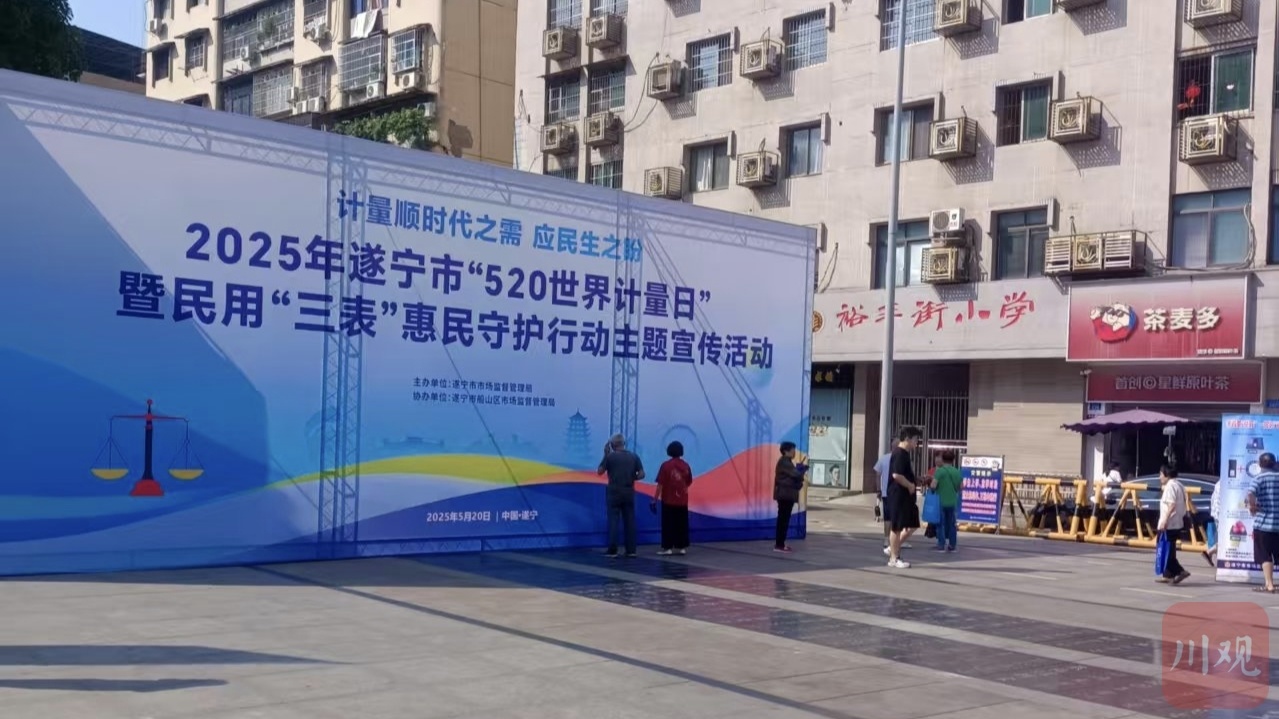 计量顺时代之需 应民生之盼
2025年遂宁市“520世界计量日”
暨民用“三表”惠民守护行动主题宣传活动
主办单位：遂宁市市场监督管理局
协办单位：遂宁市船山区市场监督管理局
2025年5月20日 | 中国·遂宁
裕丰街小学
茶麦多
首创星鲜原叶茶
川观